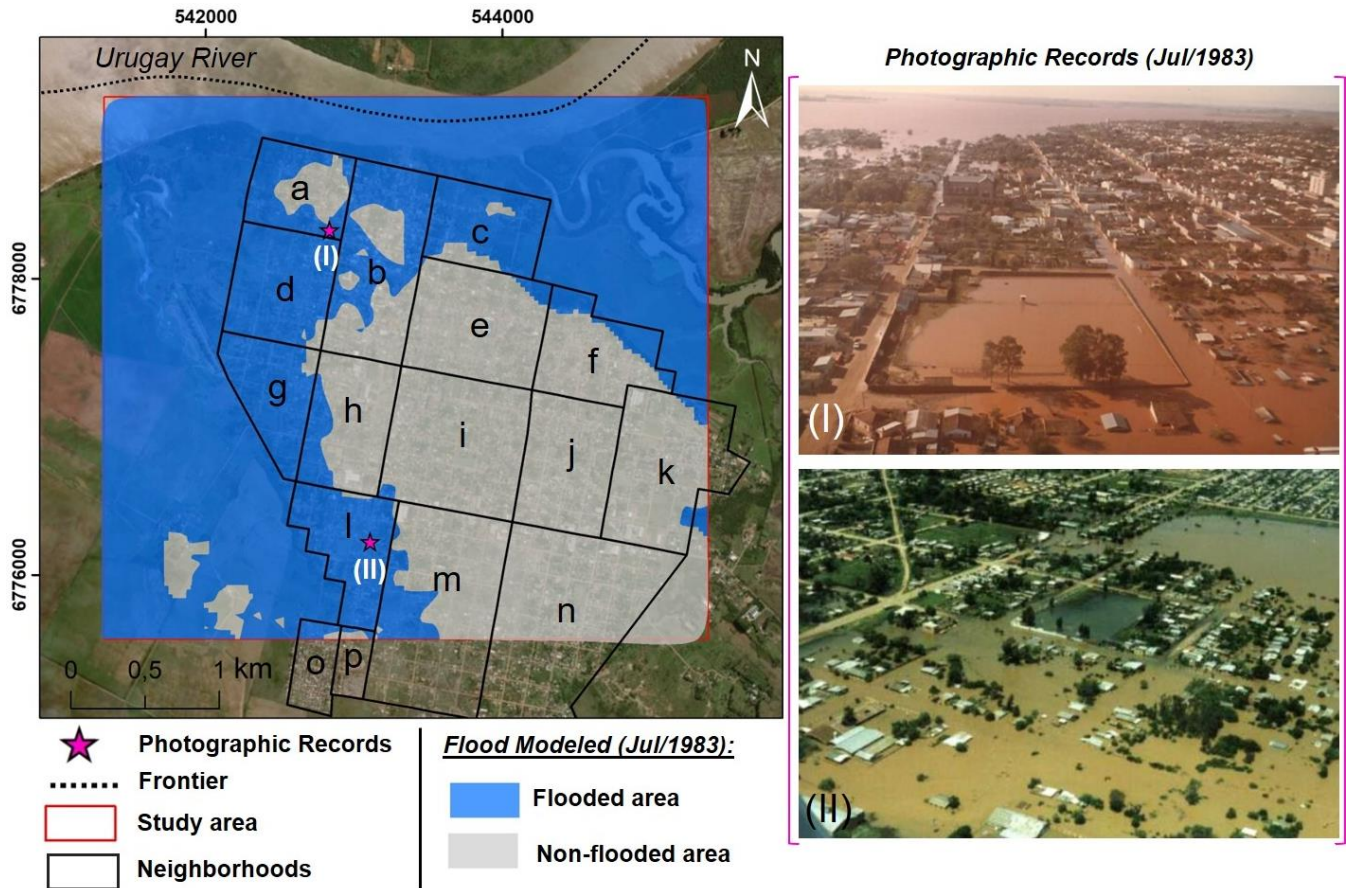 542000
544000
Urugay River
N
6778000
6776000
a
(I)
b
c
d
e
f
g
h
i
j
k
l
(II)
m
n
o
p
0
0,5
1 km
Photographic Records
Frontier
Study area
Neighborhoods
Flood Modeled (Jul/1983):
Flooded area
Non-flooded area
Photographic Records (Jul/1983)
(I)
(II)